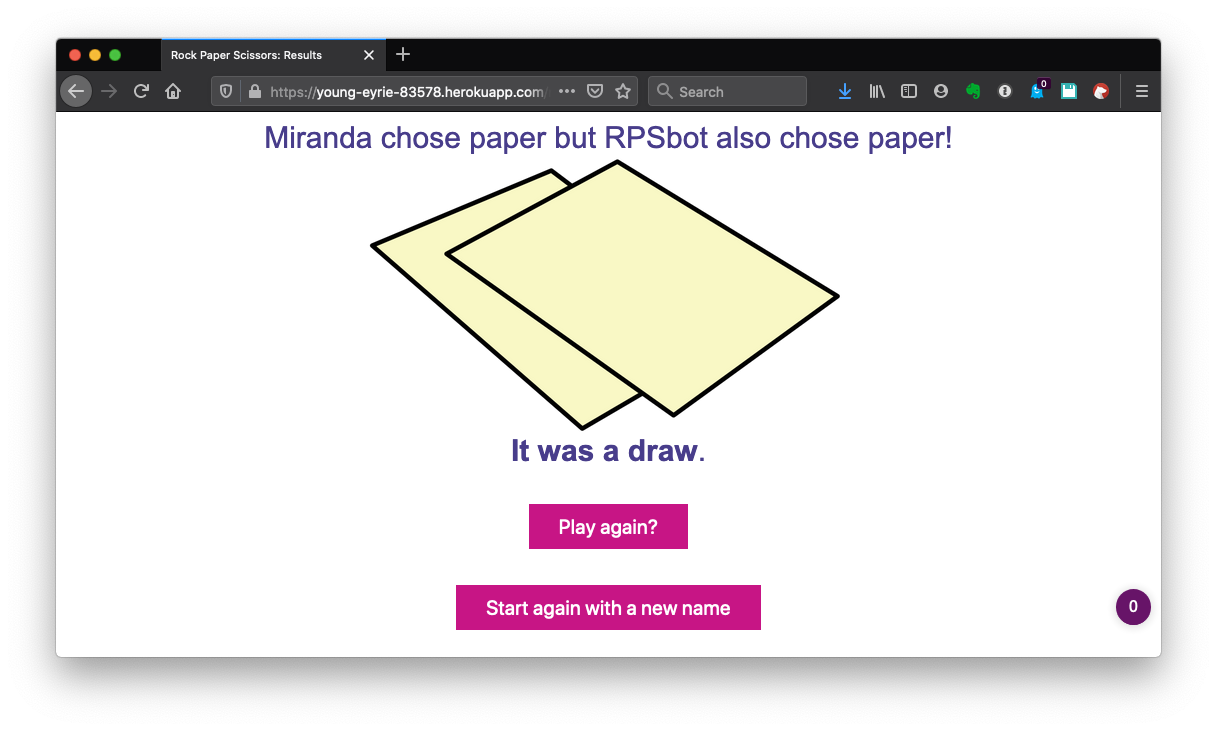 Rock Paper Scissors: Results
https://young-eyrie-83578.herokuapp.com/
Search
0
Miranda chose paper but RPSbot also chose paper!
It was a draw.
Play again?
Start again with a new name
0